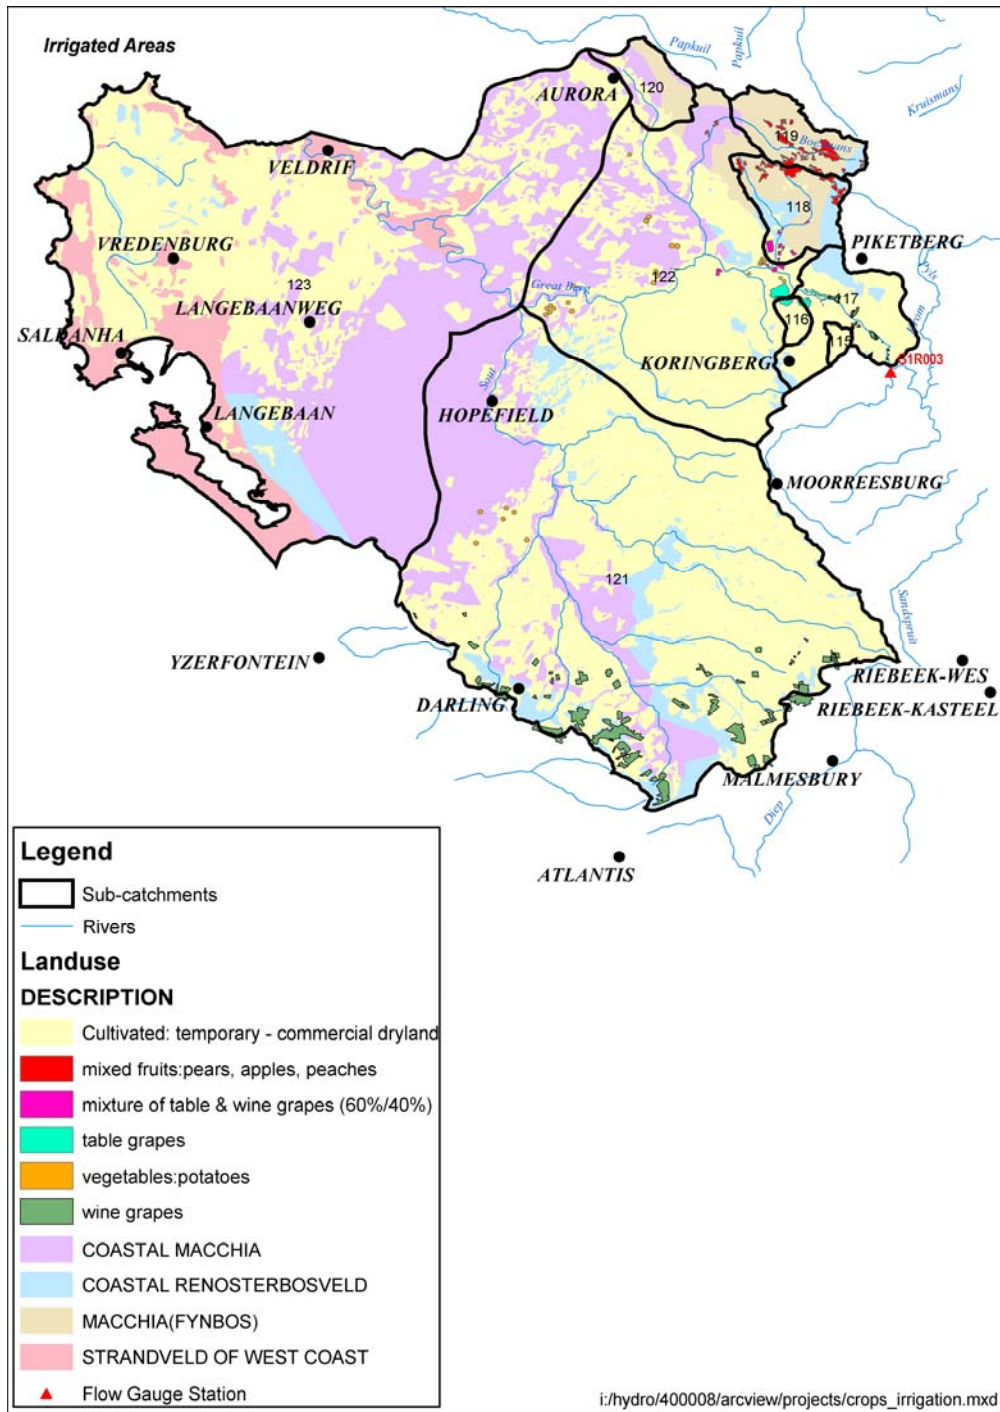 Irrigated Areas
Papkuil
Papkuil
Kruismans
AURORA
120
119
Boesmans
VELDRIF
118
VREDENBURG
PIKETBERG
123
122
Pyls
LANGEBAANWEG
Great Berg
117
SALDANHA
116
115
Krom
KORINGBERG
G1R003
Sout
LANGEBAAN
HOPEFIELD
MOORREESBURG
121
Sandspruit
YZERFONTEIN
RIEBEEK-WES
DARLING
RIEBEEK-KASTEEL
MALMESBURY
Diep
ATLANTIS
Legend
Sub-catchments
Rivers
Landuse
DESCRIPTION
Cultivated: temporary - commercial dryland
mixed fruits:pears, apples, peaches
mixture of table & wine grapes (60%/40%)
table grapes
vegetables:potatoes
wine grapes
COASTAL MACCHIA
COASTAL RENOSTERBOSVELD
MACCHIA(FYNBOS)
STRANDVELD OF WEST COAST
Flow Gauge Station
i:/hydro/400008/arcview/projects/crops_irrigation.mxd